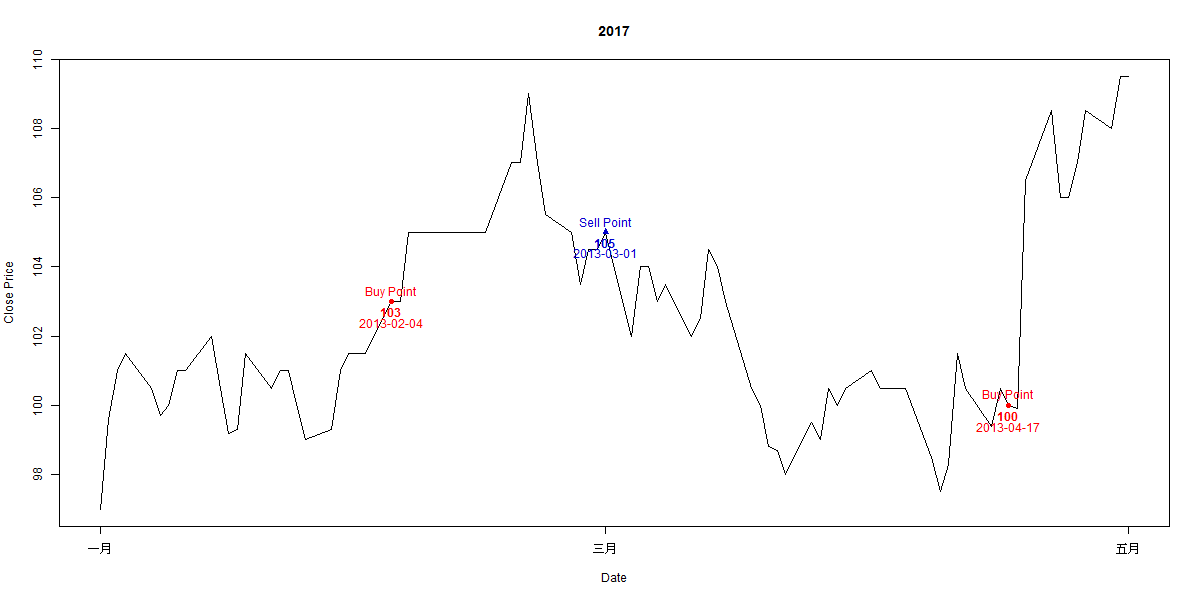 2017
110
108
106
104
102
100
98
Close Price
Buy Point
103
2013-02-04
Sell Point
105
2013-03-01
Buy Point
100
2013-04-17
一月
三月
五月
Date